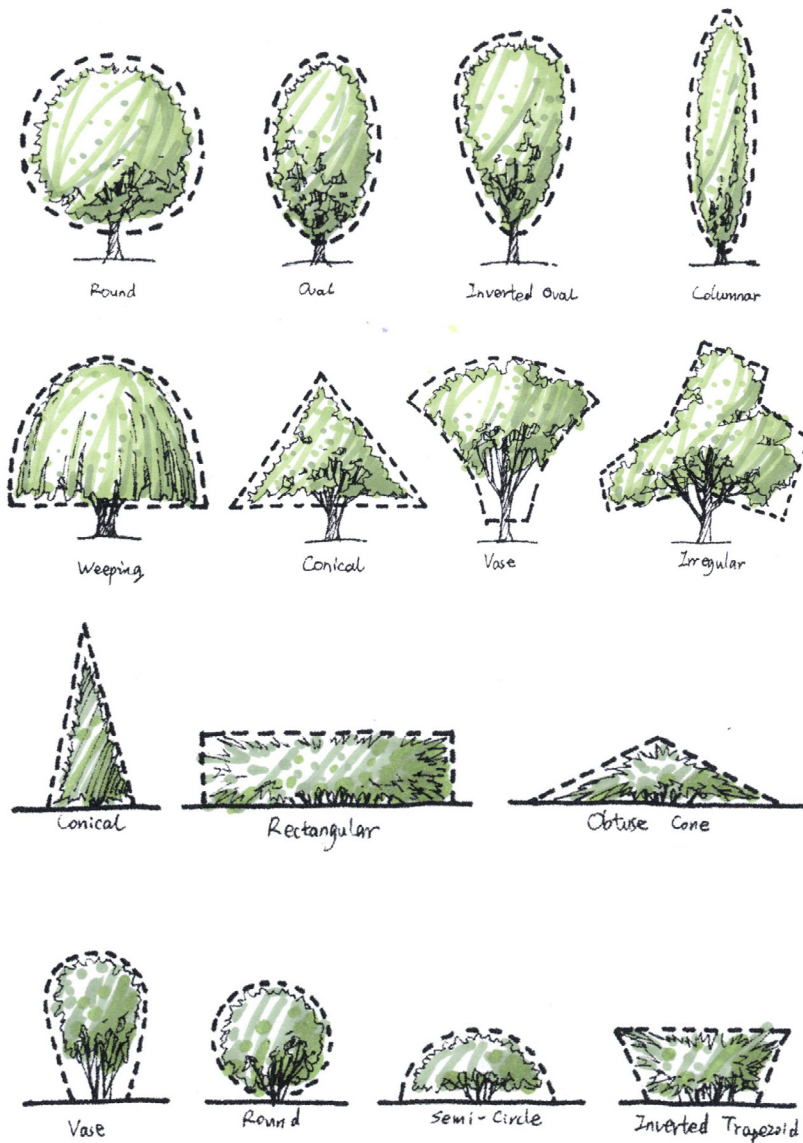 Round
Oval
Inverted Oval
Columnar
Weeping
Conical
Vase
Irregular
Conical
Rectangular
Obtuse Cone
Vase
Round
Semi-Circle
Inverted Trapezoid